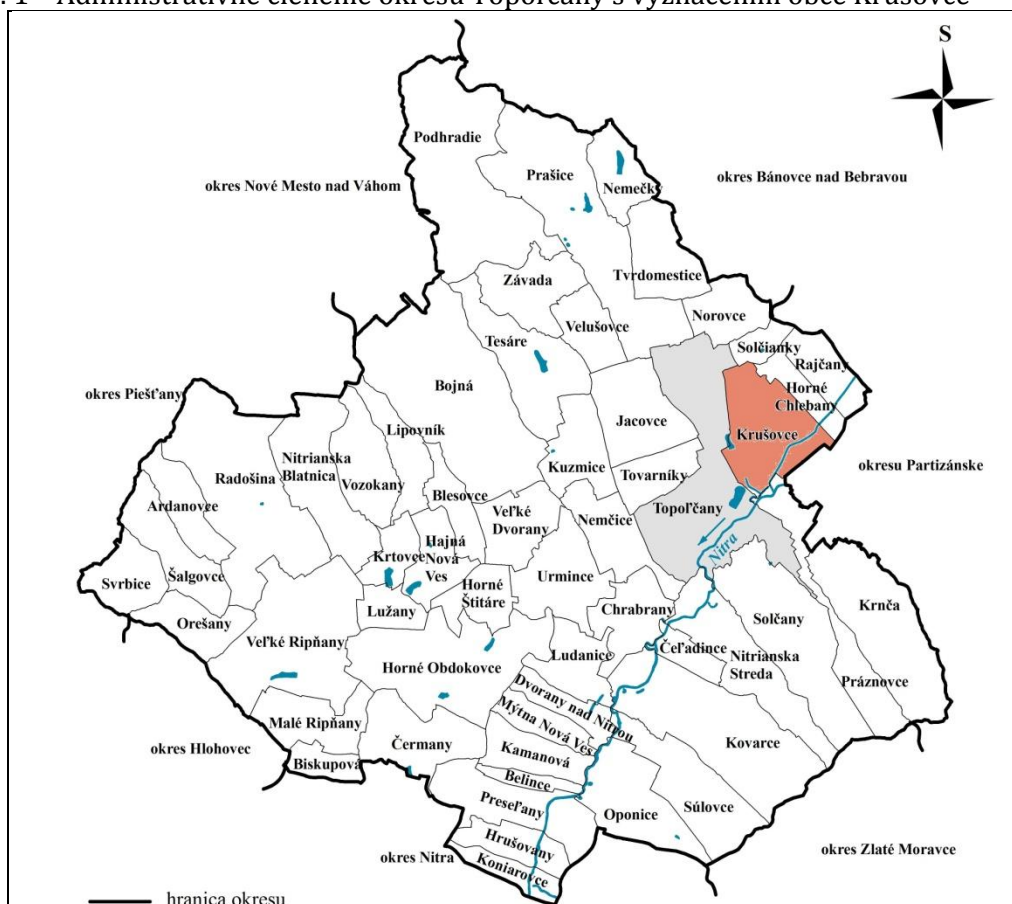 . 1 – Administratívne členenie okresu Topoľčany s vyznačením obce Krušovce
S
Podhradie
okres Nové Mesto nad Váhom
Prašice
Nemečky
okres Bánovce nad Bebravou
Závada
Tvrdomestice
Velušovce
Norovce
Tesáre
Solčianky
Rajčany
Bojná
okres Piešťany
Horné
Chlebany
Jacovce
Krušovce
Lipovník
Nitrianska
Blatnica
Radošina
Vozokany
Kuzmice
Tovarníky
okresu Partizánske
Blesovce
Ardanovce
Veľké
Dvorany
Nemčice
Topoľčany
Nitra
Hajná
Nová
Ves
Krtovce
Svrbice
Šalgovce
Urmince
Horné
Štitáre
Lužany
Chrabrany
Krnča
Orešany
Solčany
Veľké Ripňany
Čeľadince
Ludanice
Nitrianska
Streda
Horné Obdokovce
Práznovce
Dvorany nad Nitrou
Mýtna Nová Ves
Malé Ripňany
okres Hlohovec
Čermany
Kovarce
Kamanová
Biskupová
Belince
Preseľany
Oponice
Súlovce
Hrušovany
okres Nitra
Koniarovce
okres Zlaté Moravce
hranica okresu